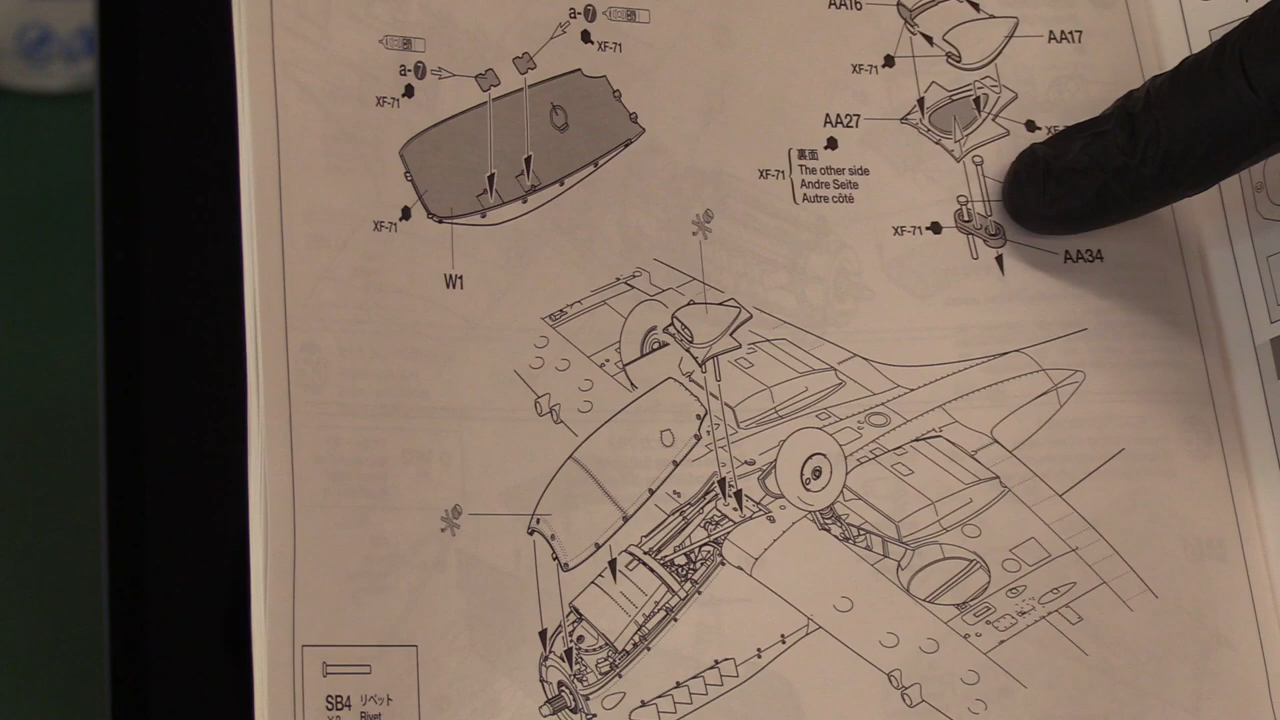 a-7
XF-71
a-7
XF-71
XF-71
W1
AA16
AA17
XF-71
AA27
XF-71
裏面
The other side
Andre Seite
Autre côté
XF-71
AA34
SB4 リベット
Rivet